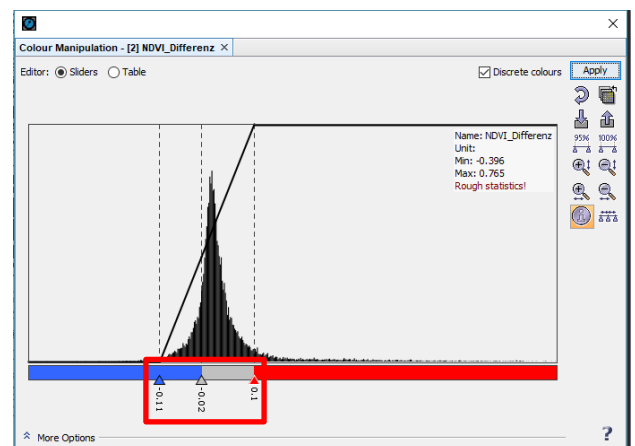 Colour Manipulation - [2] NDVI_Differenz ×
Editor: Sliders Table
Discrete colours
Apply
Name: NDVI_Differenz
Unit:
Min: -0.396
Max: 0.765
Rough statistics!
95% 100%
-0.11
-0.02
0.1
More Options
?